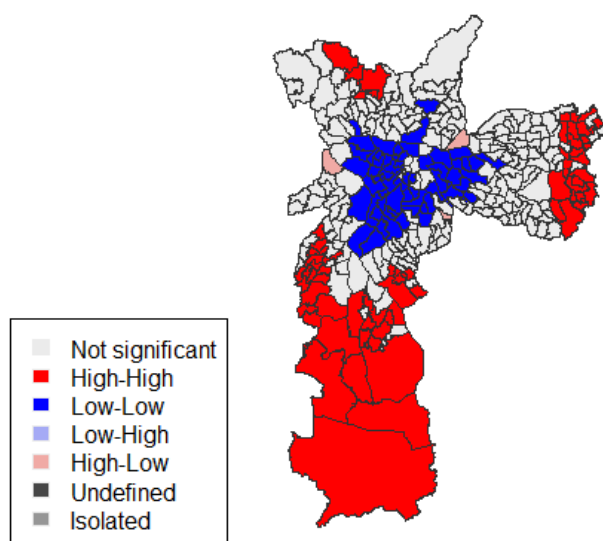 Not significant
High-High
Low-Low
Low-High
High-Low
Undefined
Isolated